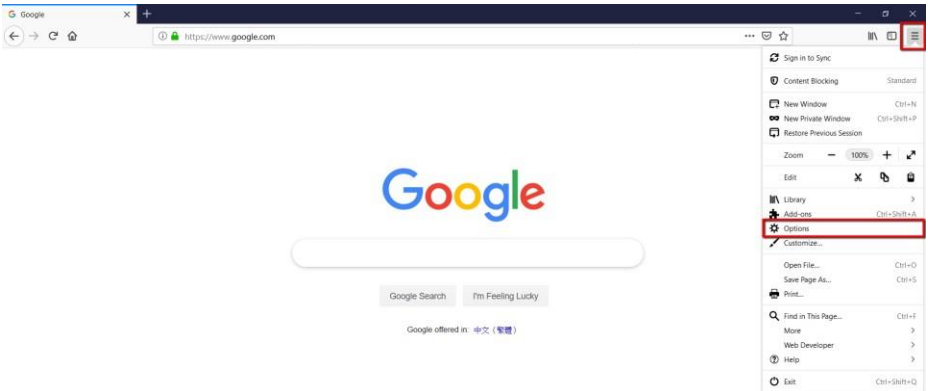 Google
https://www.google.com
Sign in to Sync
Content Blocking Standard
New Window Ctrl+N
New Private Window Ctrl+Shift+P
Restore Previous Session
Zoom 100%
Edit
Library
Add-ons Ctrl+Shift+A
Options
Customize...
Open File... Ctrl+O
Save Page As... Ctrl+S
Print...
Find in This Page... Ctrl+F
More
Web Developer
Help
Exit Ctrl+Shift+Q
Google
Google Search I'm Feeling Lucky
Google offered in: 中文 (繁體)